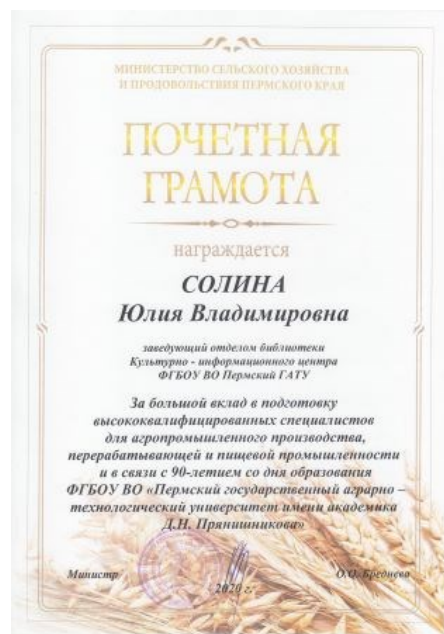 МИНИСТЕРСТВО СЕЛЬСКОГО ХОЗЯЙСТВА
И ПРОДОВОЛЬСТВИЯ ПЕРМСКОГО КРАЯ
ПОЧЕТНАЯ
ГРАМОТА
награждается
СОЛИНА
Юлия Владимировна
заведующий отделом библиотеки
Культурно - информационного центра
ФГБОУ ВО Пермский ГАТУ
За большой вклад в подготовку
высококвалифицированных специалистов
для агропромышленного производства,
перерабатывающей и пищевой промышленности
и в связи с 90-летием со дня образования
ФГБОУ ВО «Пермский государственный аграрно –
технологический университет имени академика
Д.Н. Прянишникова»
Министр О.О. Бреднева
2020 г.